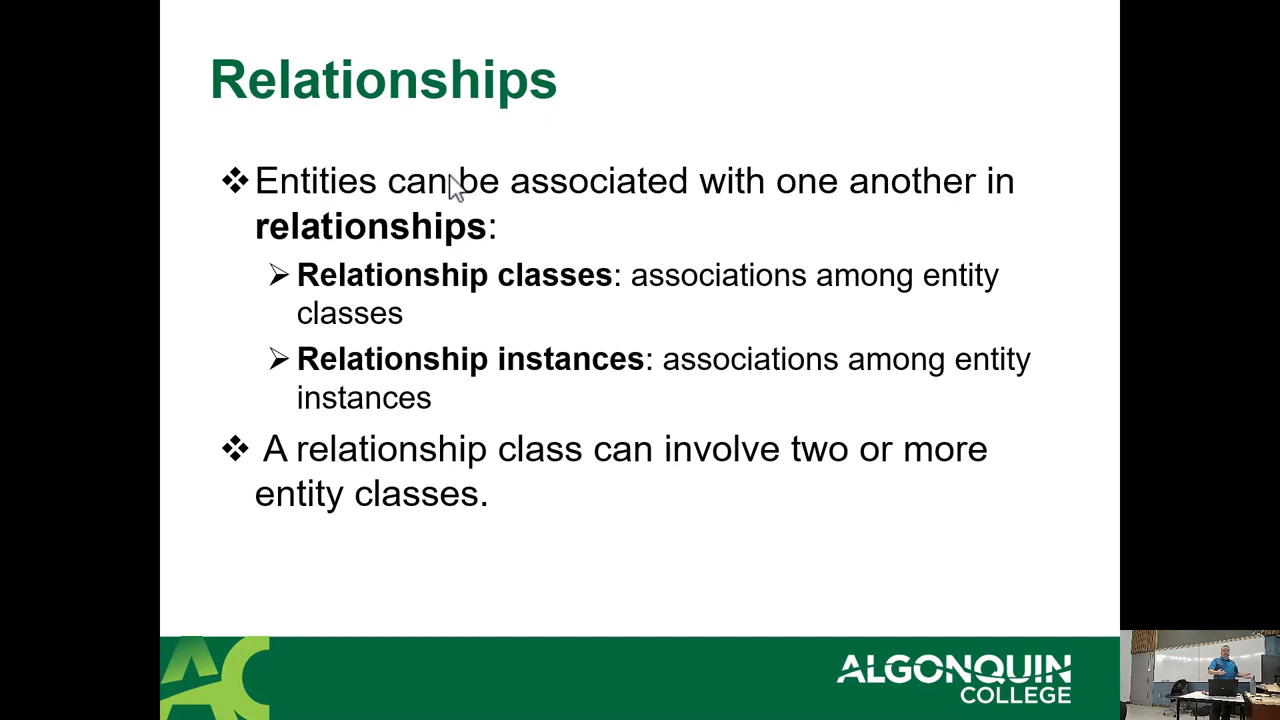 Relationships
❖ Entities can be associated with one another in
relationships:
➢ Relationship classes: associations among entity
classes
➢ Relationship instances: associations among entity
instances
❖ A relationship class can involve two or more
entity classes.
AC
ALGONQUIN
COLLEGE